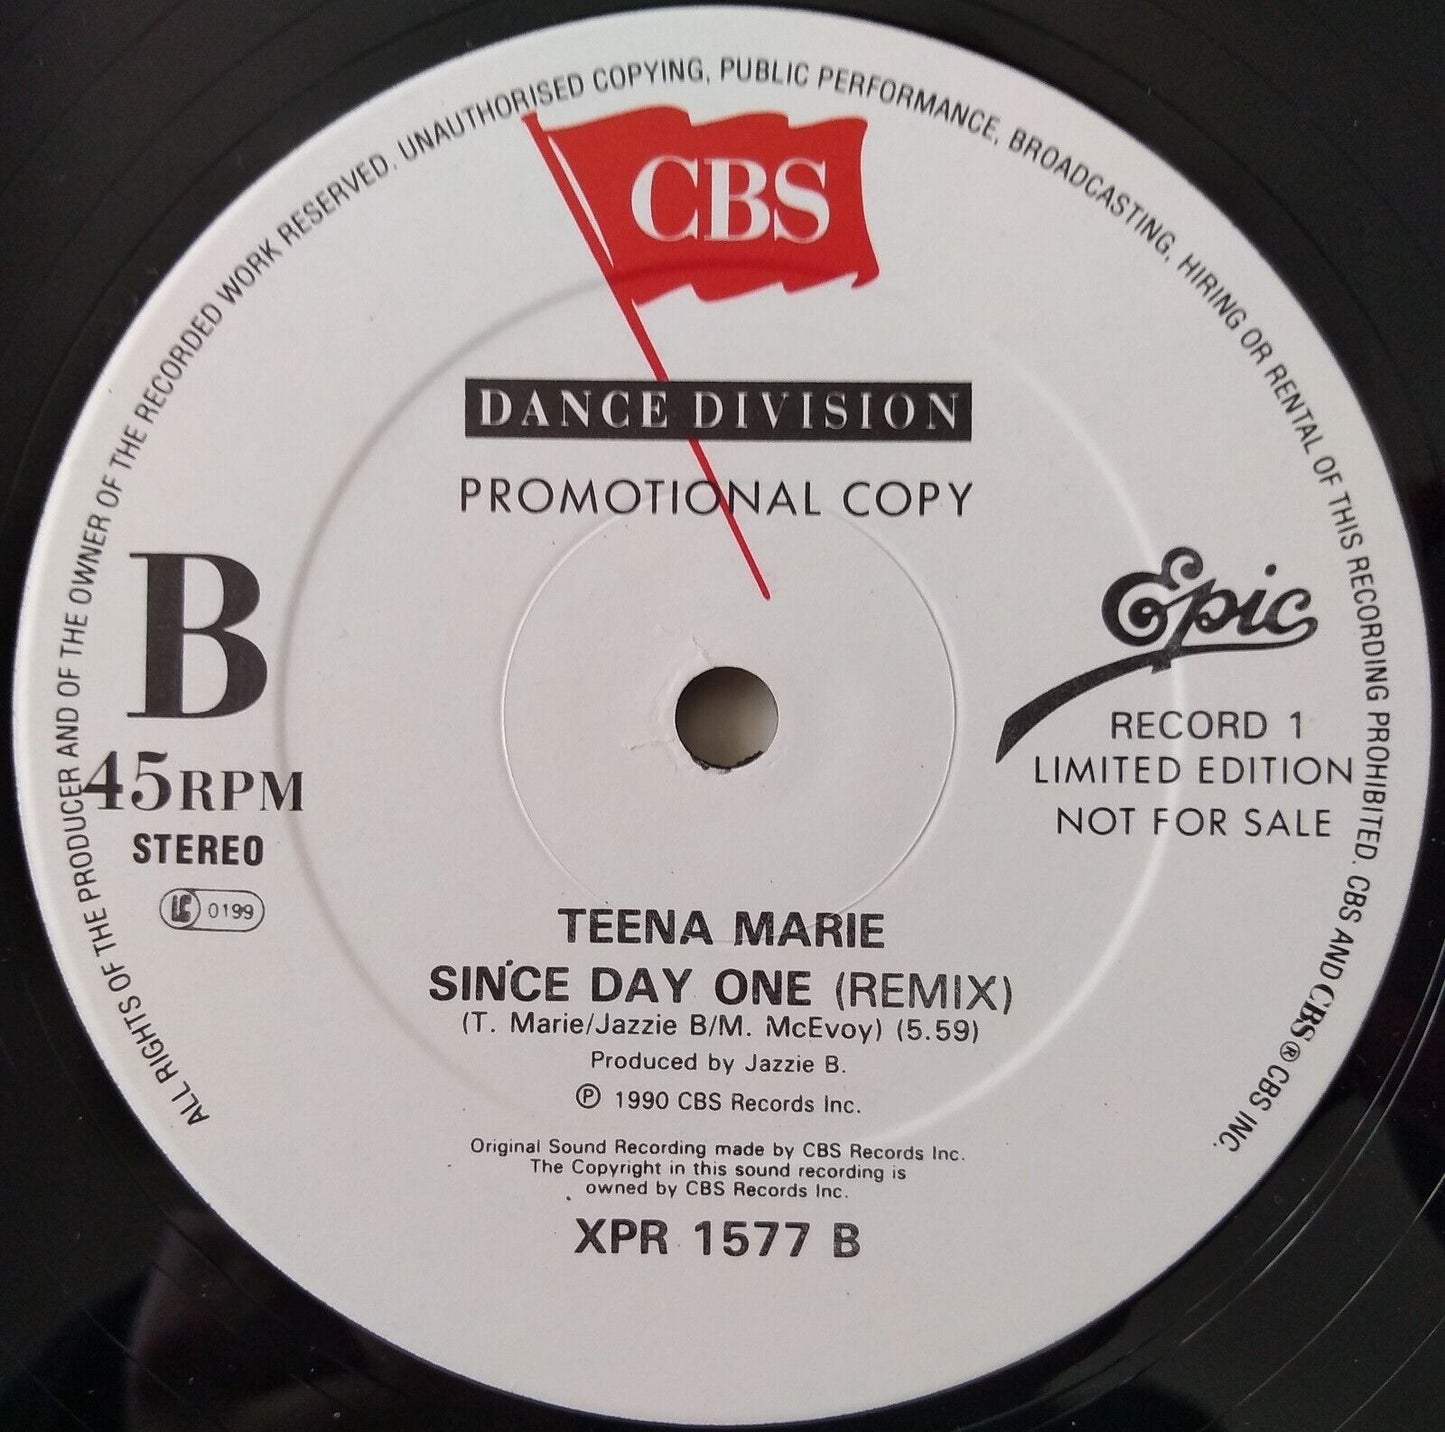 ALL RIGHTS OF THE PRODUCER AND OF THE OWNER OF THE RECORDED WORK RESERVED. UNAUTHORISED COPYING, PUBLIC PERFORMANCE, BROADCASTING, HIRING OR RENTAL OF THIS RECORDING PROHIBITED. CBS AND CBS® CBS INC.
CBS
DANCE DIVISION
PROMOTIONAL COPY
B
45RPM
STEREO
LC 0199
Epic
RECORD 1
LIMITED EDITION
NOT FOR SALE
TEENA MARIE
SINCE DAY ONE (REMIX)
(T. Marie/Jazzie B/M. McEvoy) (5.59)
Produced by Jazzie B.
℗ 1990 CBS Records Inc.
Original Sound Recording made by CBS Records Inc.
The Copyright in this sound recording is
owned by CBS Records Inc.
XPR 1577 B